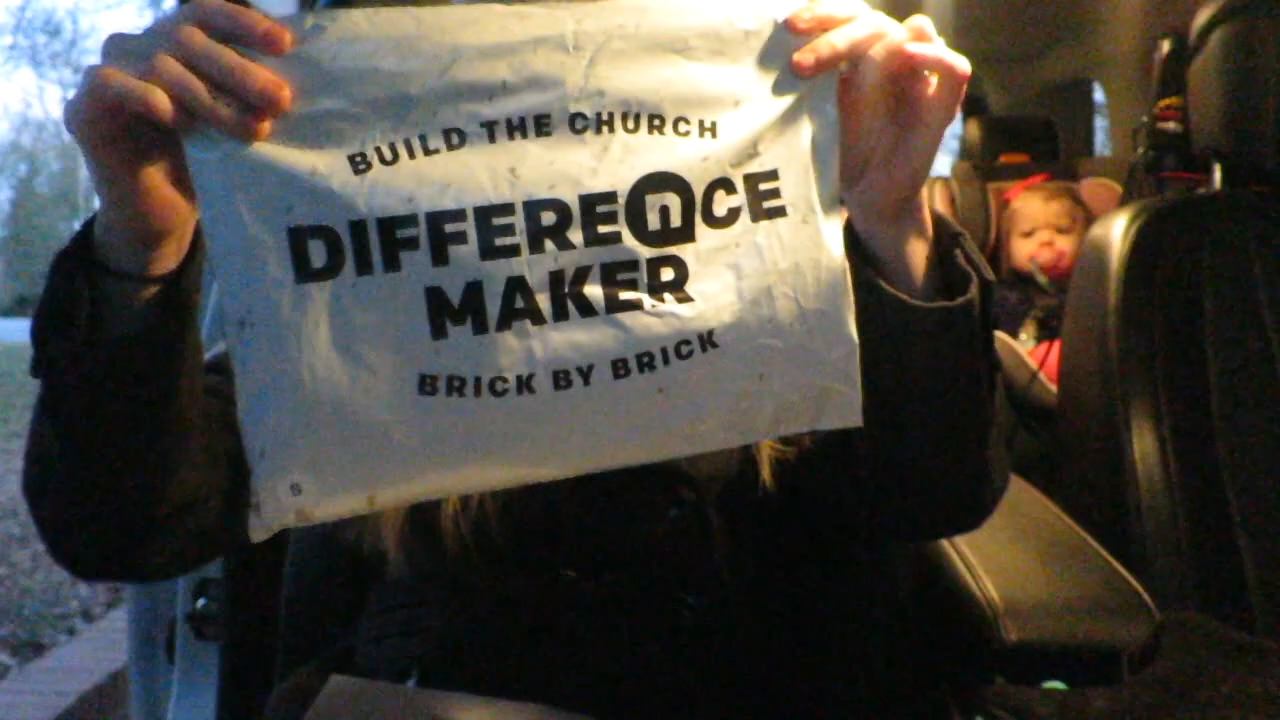 BUILD THE CHURCH
DIFFERENCE
MAKER
BRICK BY BRICK
S